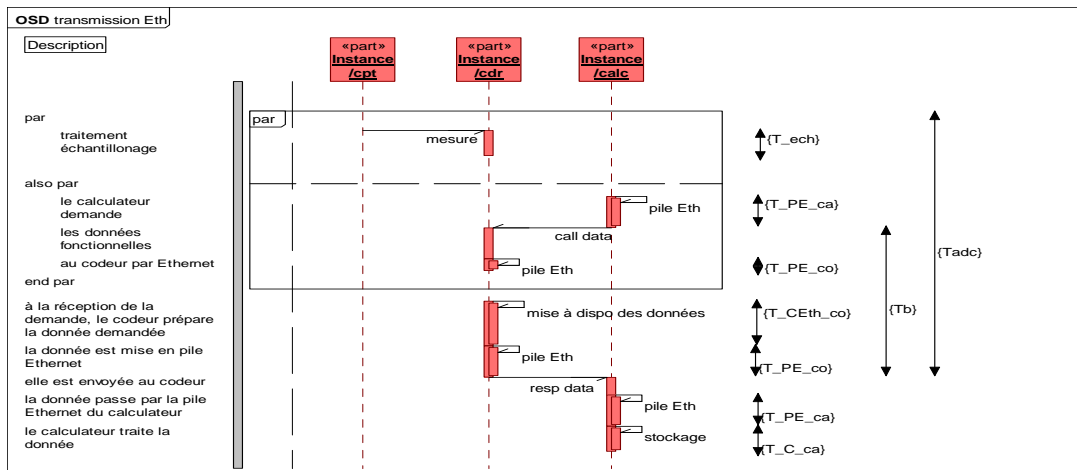 OSD transmission Eth
Description
«part»
Instance
/cpt
«part»
Instance
/cdr
«part»
Instance
/calc
par
par
traitement
échantillonage
mesure
{T_ech}
also par
le calculateur
demande
pile Eth
{T_PE_ca}
les données
fonctionnelles
call data
au codeur par Ethernet
pile Eth
{T_PE_co}
{Tadc}
end par
à la réception de la
demande, le codeur prépare
la donnée demandée
mise à dispo des données
{T_CEth_co}
{Tb}
la donnée est mise en pile
Ethernet
pile Eth
{T_PE_co}
elle est envoyée au codeur
resp data
la donnée passe par la pile
Ethernet du calculateur
pile Eth
{T_PE_ca}
le calculateur traite la
donnée
stockage
{T_C_ca}